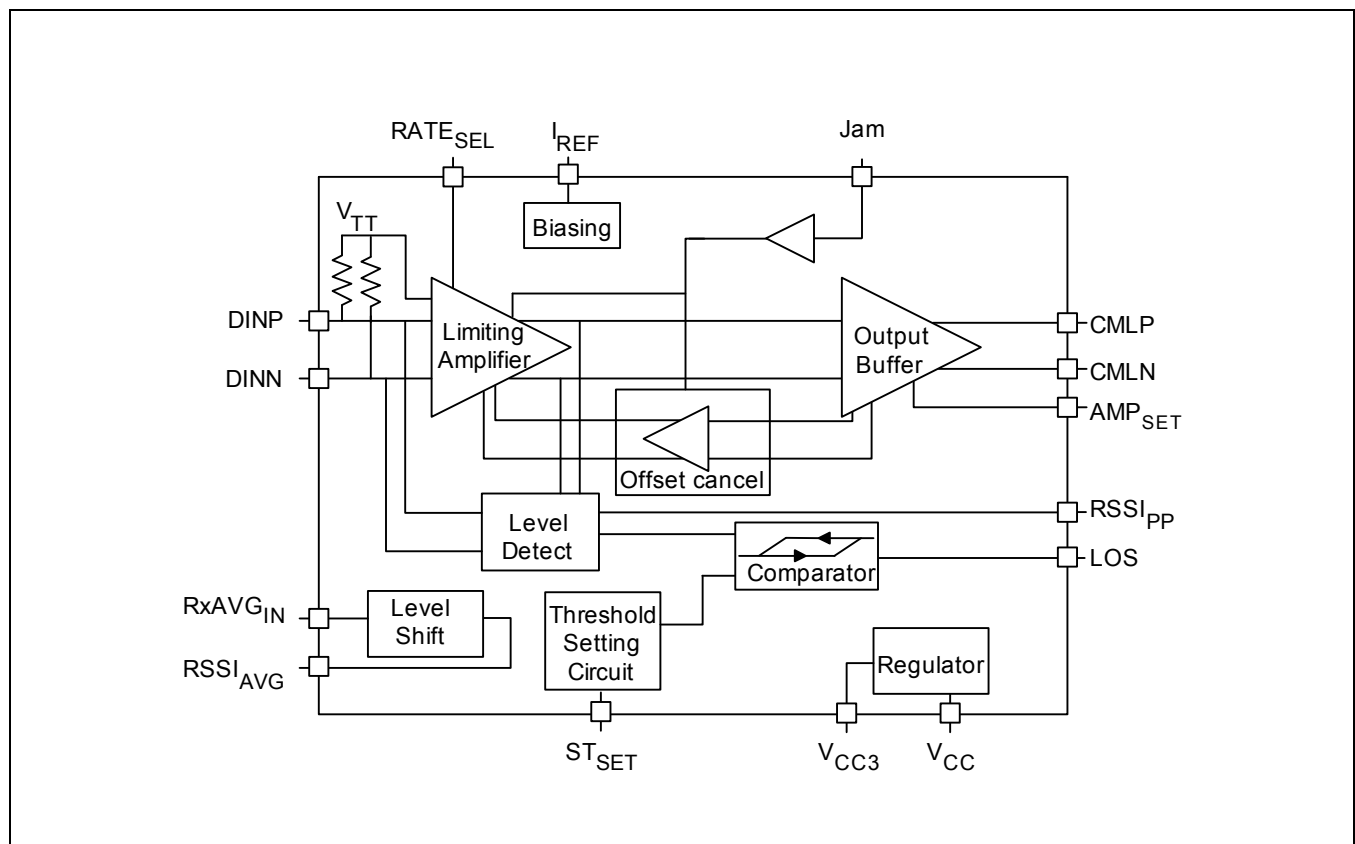 RATESEL
IREF
Jam
VTT
Biasing
DINP
DINN
Limiting
Amplifier
Output
Buffer
CMLP
CMLN
AMPSET
Offset cancel
Level
Detect
RSSIPP
Comparator
LOS
RxAVGIN
Level
Shift
RSSIAVG
Threshold
Setting
Circuit
Regulator
STSET
VCC3
VCC